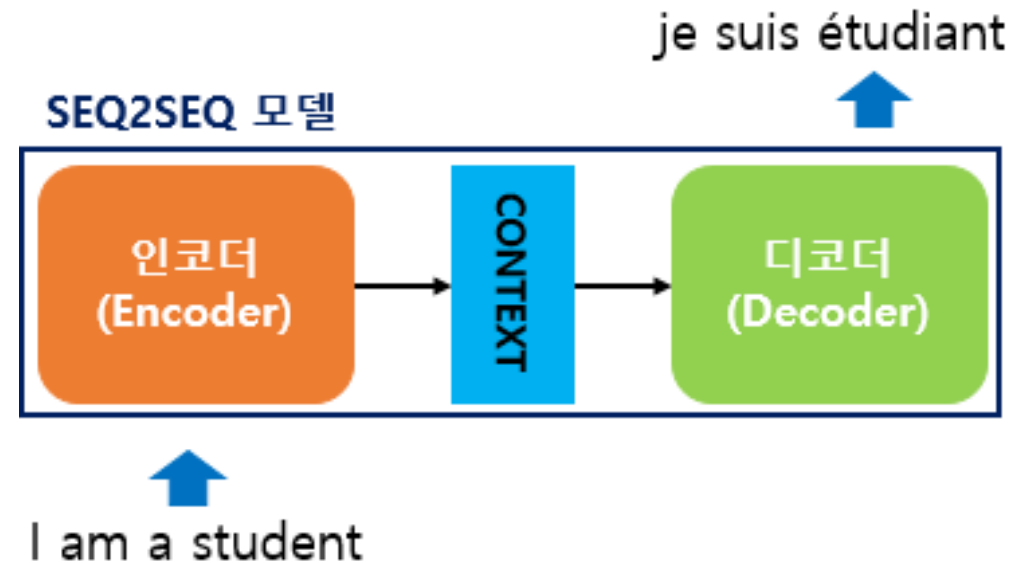 je suis étudiant
SEQ2SEQ 모델
인코더
(Encoder)
CONTEXT
디코더
(Decoder)
I am a student